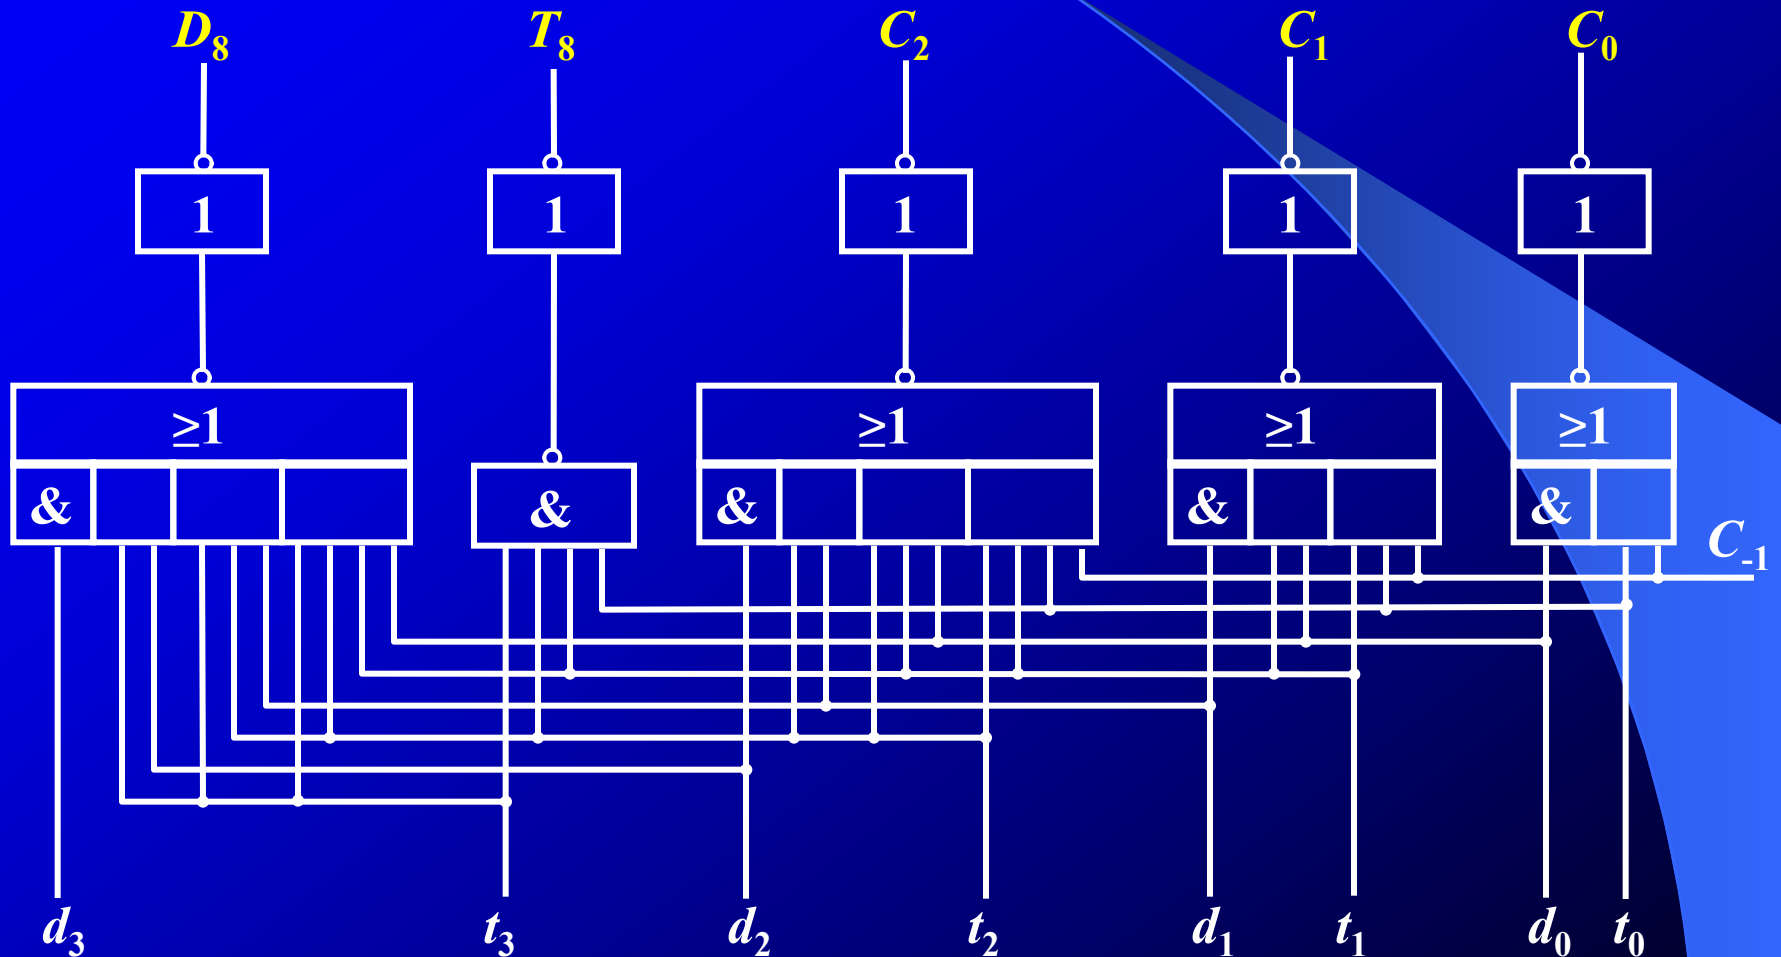 D₈ T₈ C₂ C₁ C₀
1 1 1 1 1
≥1 ≥1 ≥1 ≥1
& & & & &
C₋₁
d₃ t₃ d₂ t₂ d₁ t₁ d₀ t₀